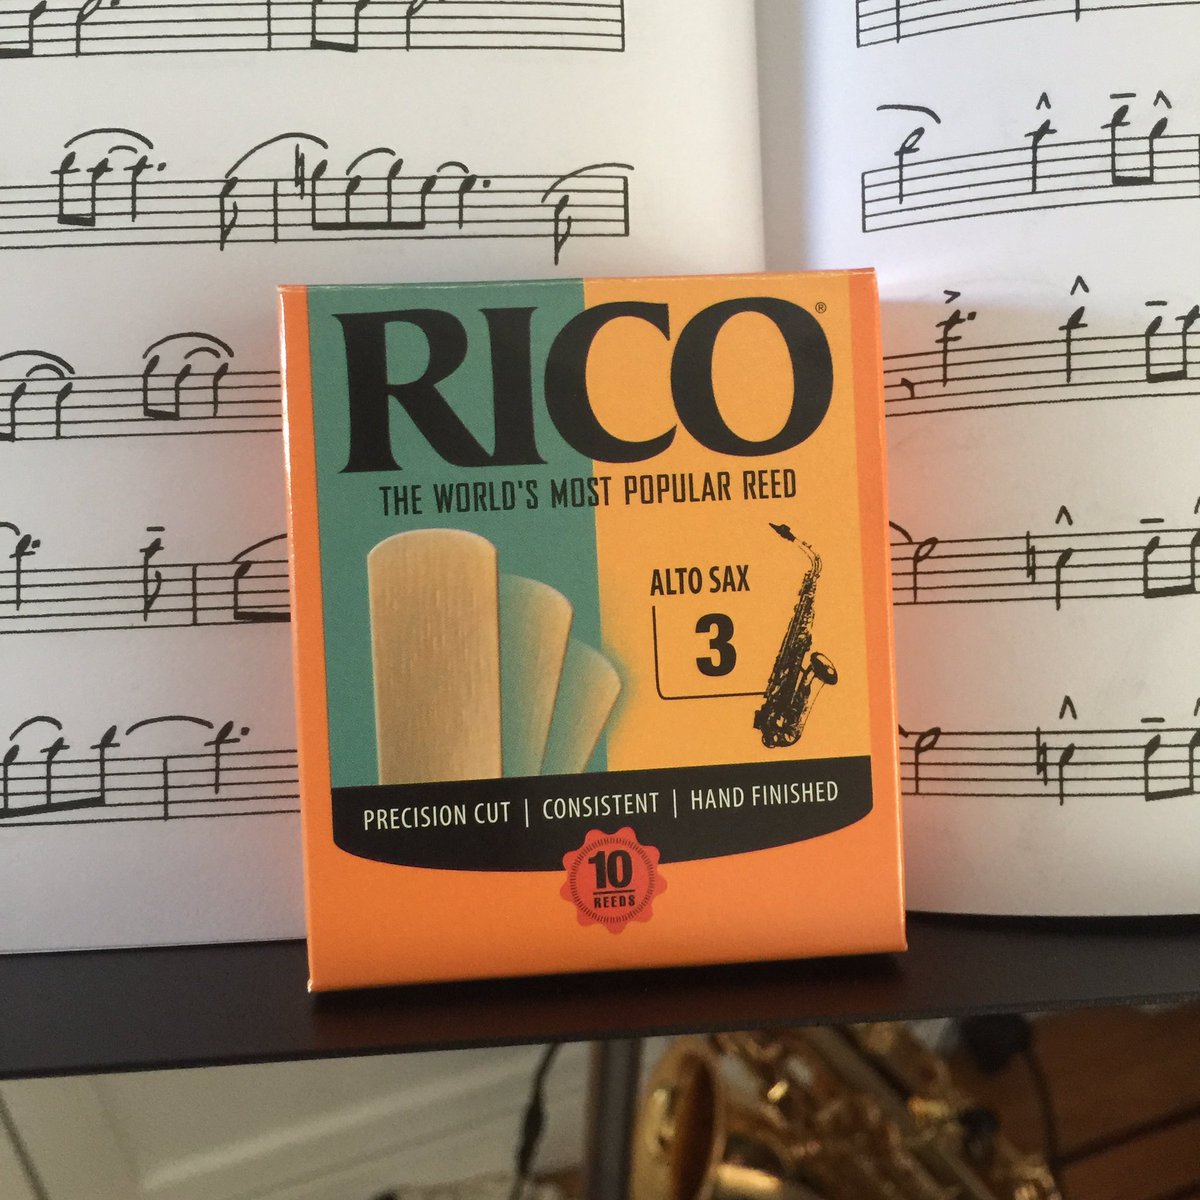 RICO®
THE WORLD'S MOST POPULAR REED
ALTO SAX
3
PRECISION CUT | CONSISTENT | HAND FINISHED
10
REEDS